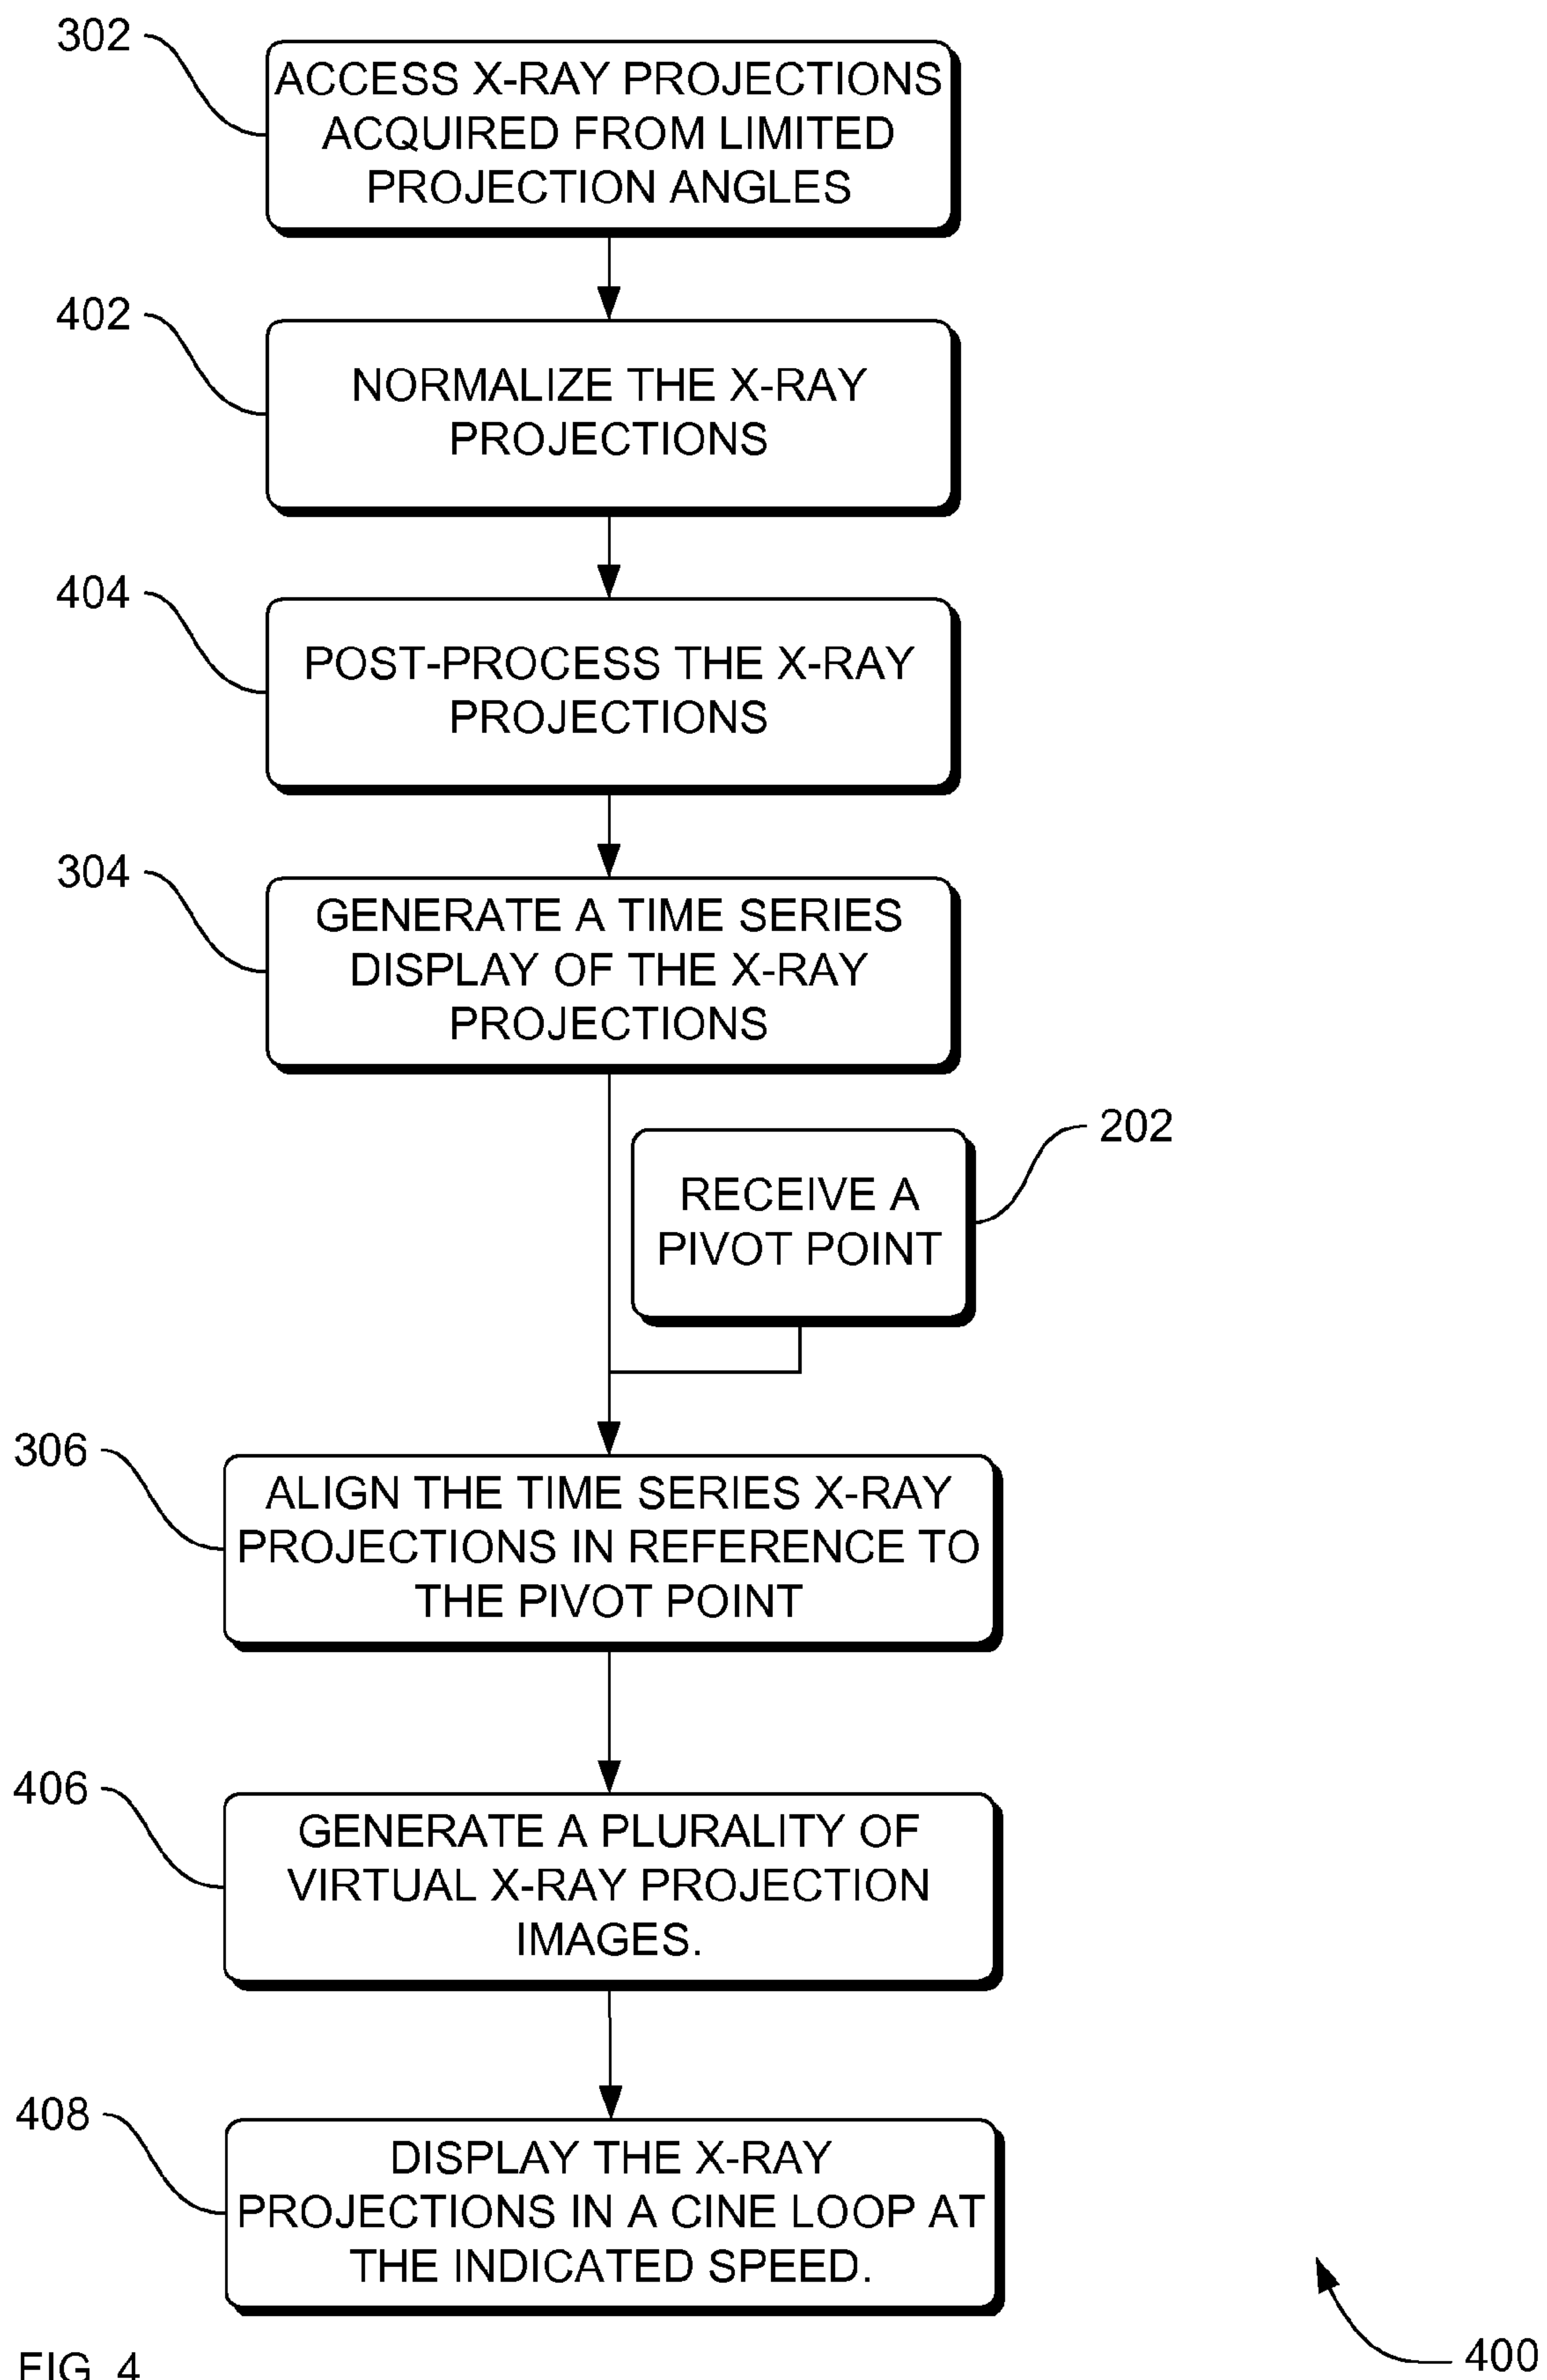 302
ACCESS X-RAY PROJECTIONS
ACQUIRED FROM LIMITED
PROJECTION ANGLES
402
NORMALIZE THE X-RAY
PROJECTIONS
404
POST-PROCESS THE X-RAY
PROJECTIONS
304
GENERATE A TIME SERIES
DISPLAY OF THE X-RAY
PROJECTIONS
202
RECEIVE A
PIVOT POINT
306
ALIGN THE TIME SERIES X-RAY
PROJECTIONS IN REFERENCE TO
THE PIVOT POINT
406
GENERATE A PLURALITY OF
VIRTUAL X-RAY PROJECTION
IMAGES.
408
DISPLAY THE X-RAY
PROJECTIONS IN A CINE LOOP AT
THE INDICATED SPEED.
400
FIG. 4